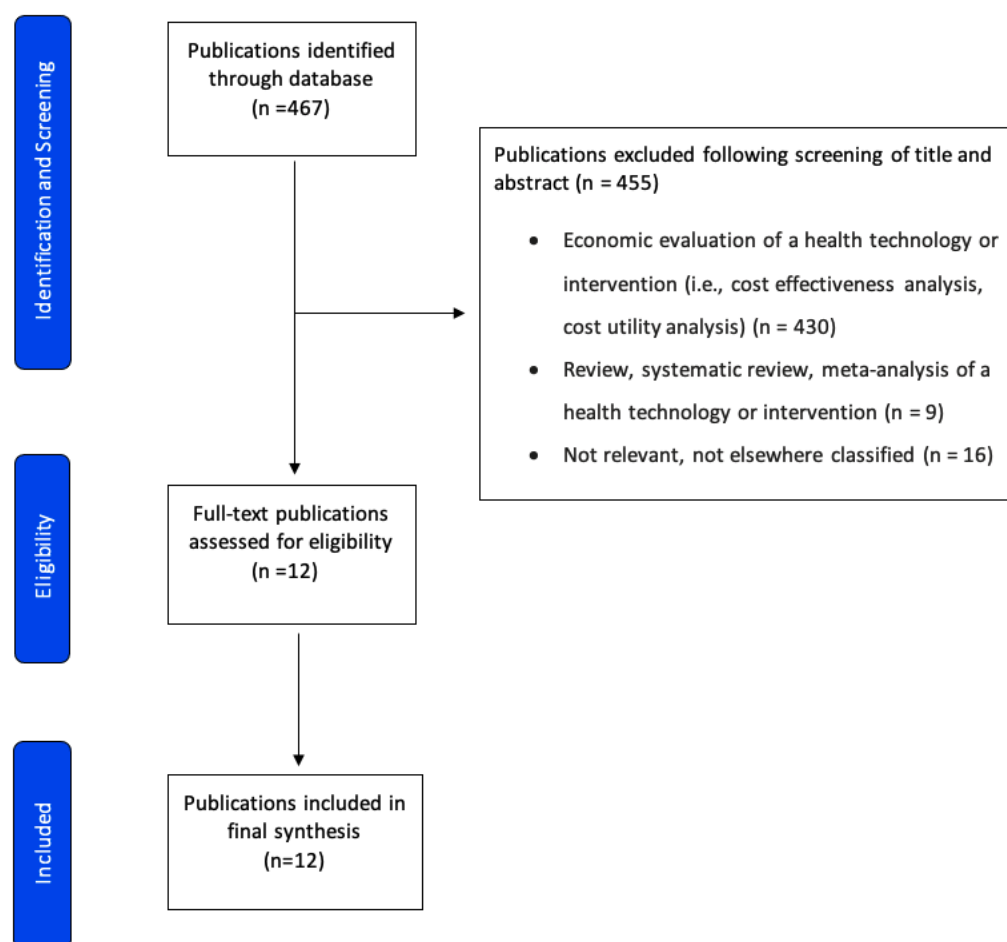 Identification and Screening
Publications identified
through database
(n =467)
Publications excluded following screening of title and
abstract (n = 455)
• Economic evaluation of a health technology or
intervention (i.e., cost effectiveness analysis,
cost utility analysis) (n = 430)
• Review, systematic review, meta-analysis of a
health technology or intervention (n = 9)
• Not relevant, not elsewhere classified (n = 16)
Eligibility
Full-text publications
assessed for eligibility
(n =12)
Included
Publications included in
final synthesis
(n=12)